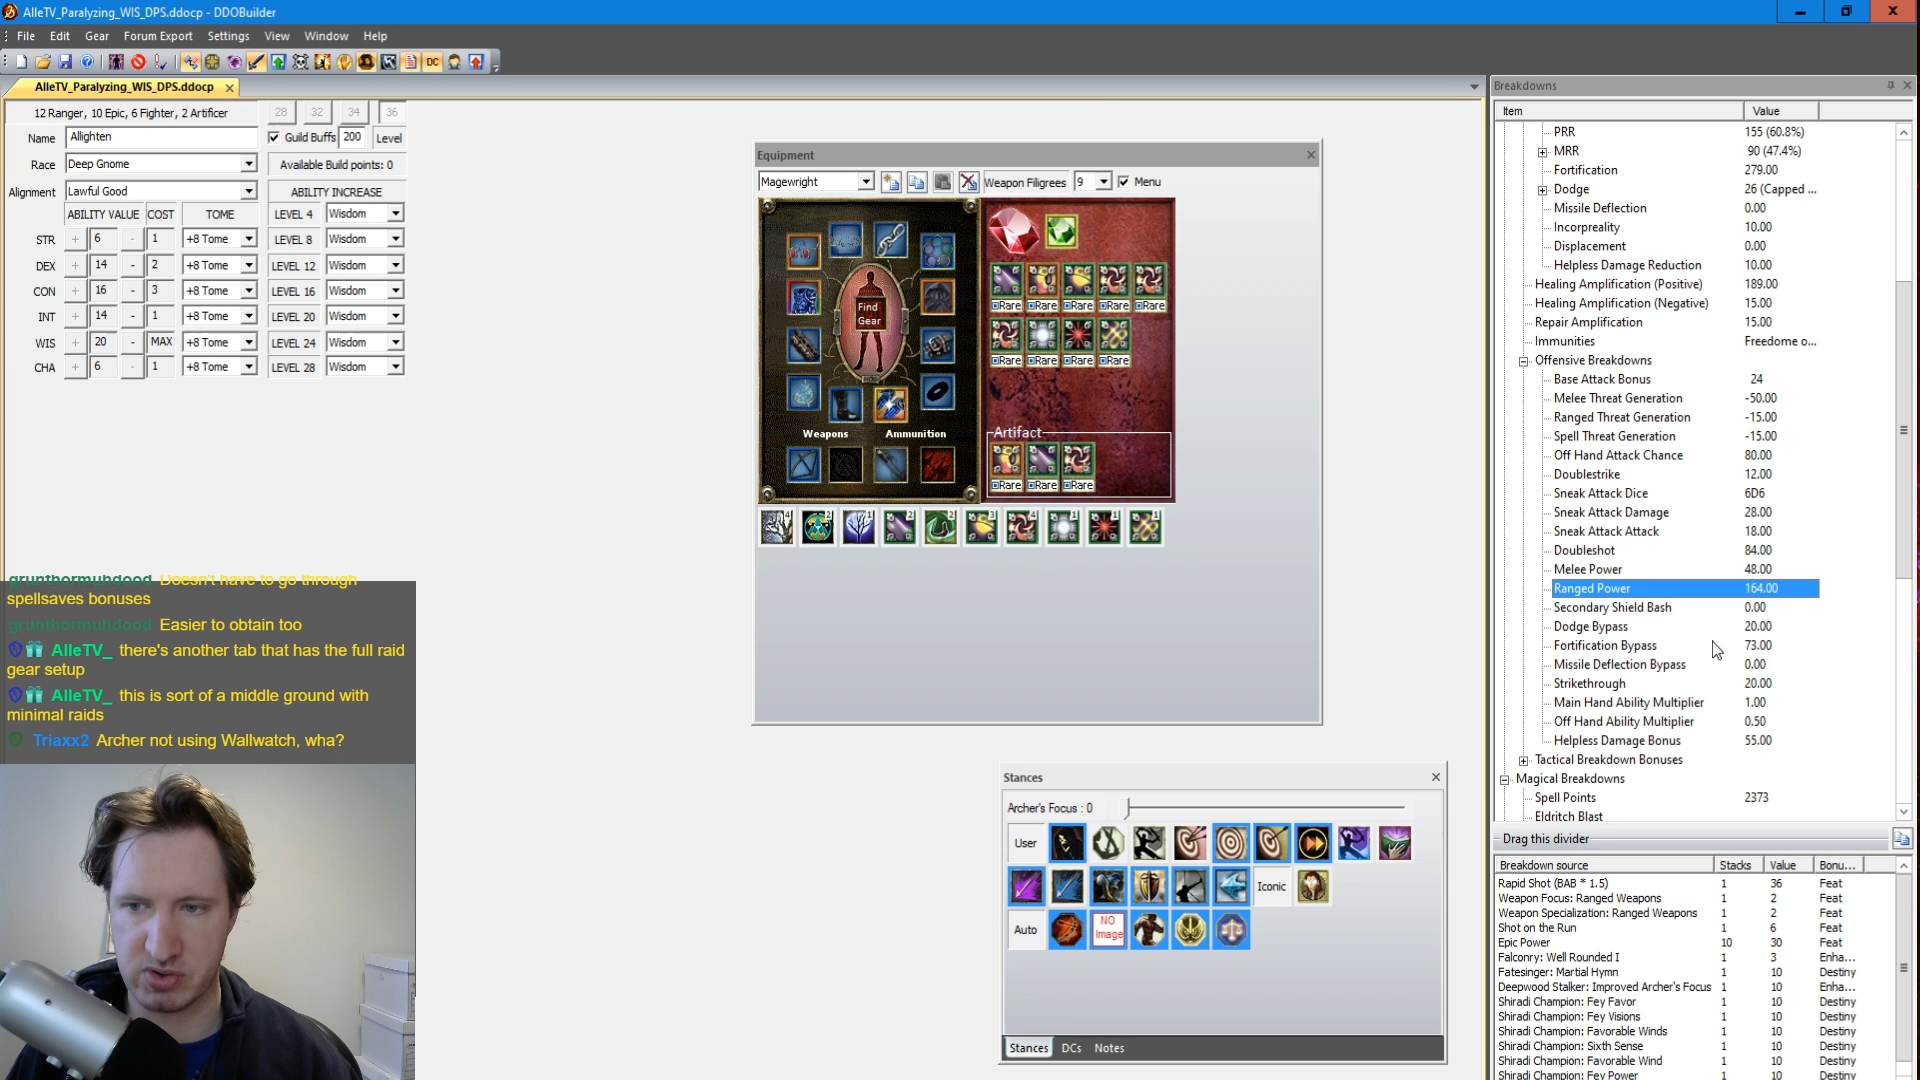 AlleTV_Paralyzing_WIS_DPS.ddocp - DDOBuilder
File Edit Gear Forum Export Settings View Window Help
DC
AlleTV_Paralyzing_WIS_DPS.ddocp
12 Ranger, 10 Epic, 6 Fighter, 2 Artificer 28 32 34 36
Name Allighten Guild Buffs 200 Level
Race Deep Gnome Available Build points: 0
Alignment Lawful Good ABILITY INCREASE
ABILITY VALUE COST TOME LEVEL 4 Wisdom
STR + 6 - 1 +8 Tome LEVEL 8 Wisdom
DEX + 14 - 2 +8 Tome LEVEL 12 Wisdom
CON + 16 - 3 +8 Tome LEVEL 16 Wisdom
INT + 14 - 1 +8 Tome LEVEL 20 Wisdom
WIS + 20 - MAX +8 Tome LEVEL 24 Wisdom
CHA + 6 - 1 +8 Tome LEVEL 28 Wisdom
grunthormuhdood Doesn't have to go through
spellsaves bonuses
grunthormuhdood Easier to obtain too
AlleTV_ there's another tab that has the full raid
gear setup
AlleTV_ this is sort of a middle ground with
minimal raids
Triaxx2 Archer not using Wallwatch, wha?
Equipment
Magewright Weapon Filigrees 9 Menu
Find
Gear
Rare Rare Rare Rare Rare
Rare Rare Rare Rare
Weapons Ammunition
Artifact
Rare Rare Rare
4 2 1 2 2 3 4 1 1 1
Stances
Archer's Focus : 0
User
Iconic
Auto NO
Image
Stances DCs Notes
Breakdowns
Item Value
PRR 155 (60.8%)
MRR 90 (47.4%)
Fortification 279.00
Dodge 26 (Capped ...
Missile Deflection 0.00
Incorpreality 10.00
Displacement 0.00
Helpless Damage Reduction 10.00
Healing Amplification (Positive) 189.00
Healing Amplification (Negative) 15.00
Repair Amplification 15.00
Immunities Freedome o...
Offensive Breakdowns
Base Attack Bonus 24
Melee Threat Generation -50.00
Ranged Threat Generation -15.00
Spell Threat Generation -15.00
Off Hand Attack Chance 80.00
Doublestrike 12.00
Sneak Attack Dice 6D6
Sneak Attack Damage 28.00
Sneak Attack Attack 18.00
Doubleshot 84.00
Melee Power 48.00
Ranged Power 164.00
Secondary Shield Bash 0.00
Dodge Bypass 20.00
Fortification Bypass 73.00
Missile Deflection Bypass 0.00
Strikethrough 20.00
Main Hand Ability Multiplier 1.00
Off Hand Ability Multiplier 0.50
Helpless Damage Bonus 55.00
Tactical Breakdown Bonuses
Magical Breakdowns
Spell Points 2373
Eldritch Blast
Drag this divider
Breakdown source Stacks Value Bonu...
Rapid Shot (BAB * 1.5) 1 36 Feat
Weapon Focus: Ranged Weapons 1 2 Feat
Weapon Specialization: Ranged Weapons 1 2 Feat
Shot on the Run 1 6 Feat
Epic Power 10 30 Feat
Falconry: Well Rounded I 1 3 Enha...
Fatesinger: Martial Hymn 1 10 Destiny
Deepwood Stalker: Improved Archer's Focus 1 10 Enha...
Shiradi Champion: Fey Favor 1 10 Destiny
Shiradi Champion: Fey Visions 1 10 Destiny
Shiradi Champion: Favorable Winds 1 10 Destiny
Shiradi Champion: Sixth Sense 1 10 Destiny
Shiradi Champion: Favorable Wind 1 10 Destiny
Shiradi Champion: Fey Power 1 10 Destiny